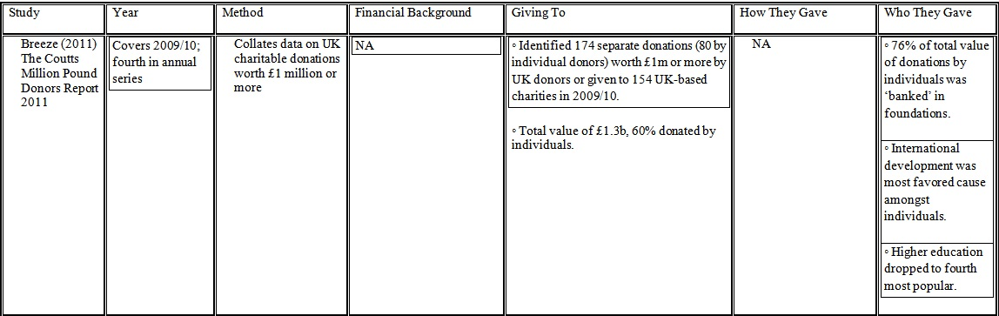 Study
Year
Method
Financial Background
Giving To
How They Gave
Who They Gave
Breeze (2011)
The Coutts
Million Pound
Donors Report
2011
Covers 2009/10;
fourth in annual
series
Collates data on UK
charitable donations
worth £1 million or
more
NA
◦ Identified 174 separate donations (80 by
individual donors) worth £1m or more by
UK donors or given to 154 UK-based
charities in 2009/10.
◦ Total value of £1.3b, 60% donated by
individuals.
NA
◦ 76% of total value
of donations by
individuals was
‘banked’ in
foundations.
◦ International
development was
most favored cause
amongst
individuals.
◦ Higher education
dropped to fourth
most popular.